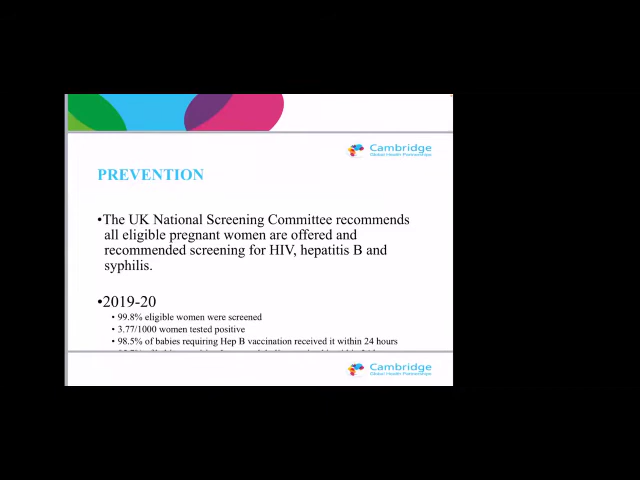 Cambridge
Global Health Partnerships
PREVENTION
•The UK National Screening Committee recommends
all eligible pregnant women are offered and
recommended screening for HIV, hepatitis B and
syphilis.
•2019-20
• 99.8% eligible women were screened
• 3.77/1000 women tested positive
• 98.5% of babies requiring Hep B vaccination received it within 24 hours
Cambridge
Global Health Partnerships